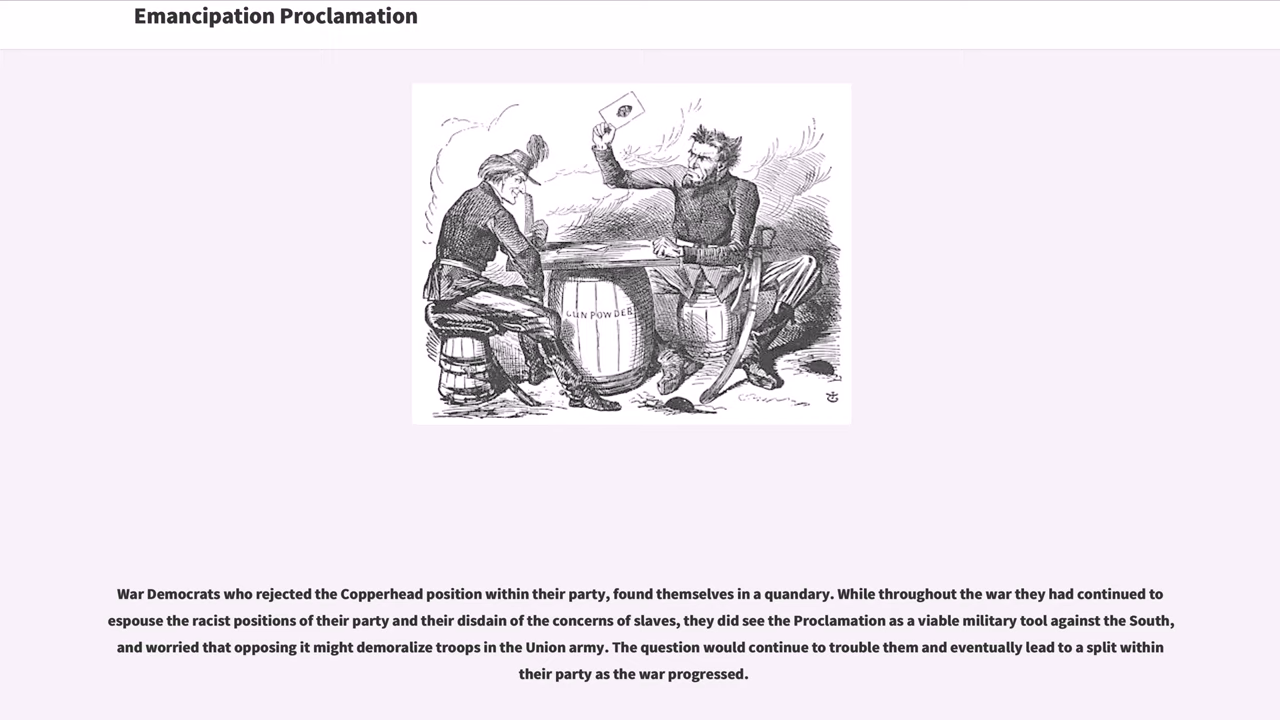 Emancipation Proclamation
GUNPOWDER
War Democrats who rejected the Copperhead position within their party, found themselves in a quandary. While throughout the war they had continued to
espouse the racist positions of their party and their disdain of the concerns of slaves, they did see the Proclamation as a viable military tool against the South,
and worried that opposing it might demoralize troops in the Union army. The question would continue to trouble them and eventually lead to a split within
their party as the war progressed.